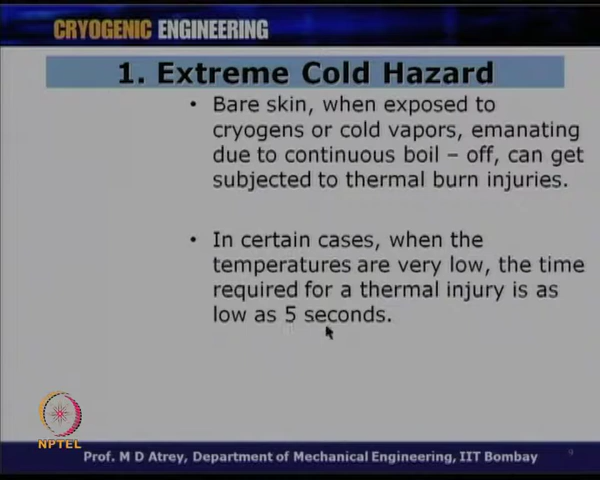 CRYOGENIC ENGINEERING
1. Extreme Cold Hazard
• Bare skin, when exposed to
cryogens or cold vapors, emanating
due to continuous boil – off, can get
subjected to thermal burn injuries.
• In certain cases, when the
temperatures are very low, the time
required for a thermal injury is as
low as 5 seconds.
NPTEL
Prof. M D Atrey, Department of Mechanical Engineering, IIT Bombay
9